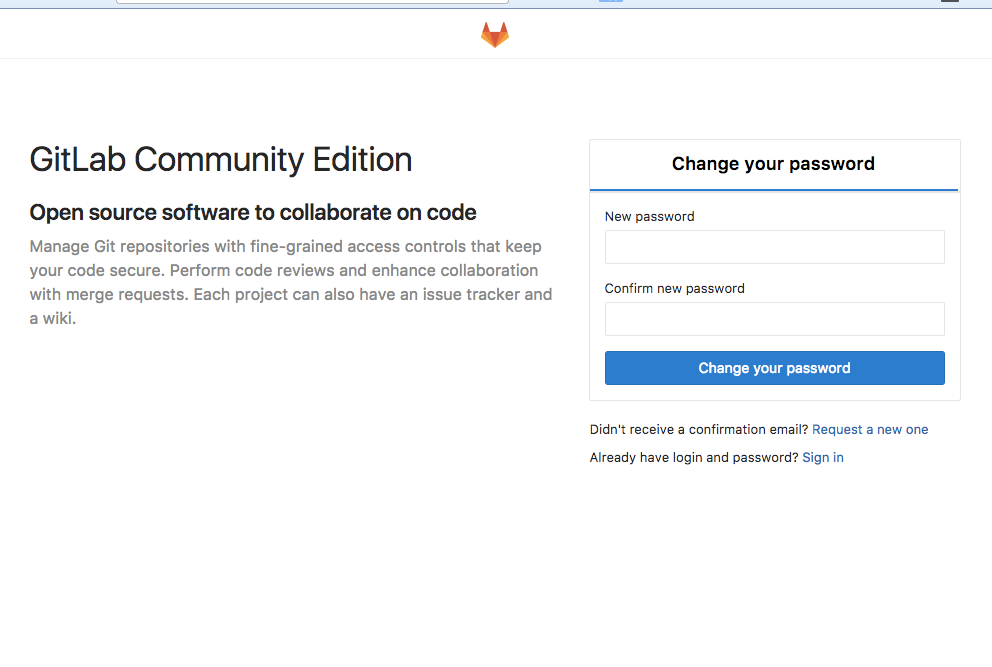 GitLab Community Edition
Open source software to collaborate on code
Manage Git repositories with fine-grained access controls that keep
your code secure. Perform code reviews and enhance collaboration
with merge requests. Each project can also have an issue tracker and
a wiki.
Change your password
New password
Confirm new password
Change your password
Didn't receive a confirmation email? Request a new one
Already have login and password? Sign in